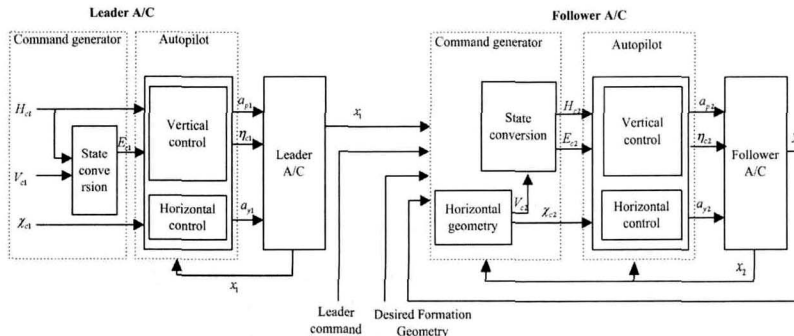 Leader A/C
Follower A/C
Command generator
Autopilot
Command generator
Autopilot
H_c1
V_c1
χ_c1
State
conve
rsion
E_c1
Vertical
control
Horizontal
control
a_p1
η_c1
a_y1
Leader
A/C
x_1
x_1
Leader
command
Desired Formation
Geometry
State
conversion
Horizontal
geometry
V_c2
H_c2
E_c2
χ_c2
Vertical
control
Horizontal
control
a_p2
η_c2
a_y2
Follower
A/C
x_2